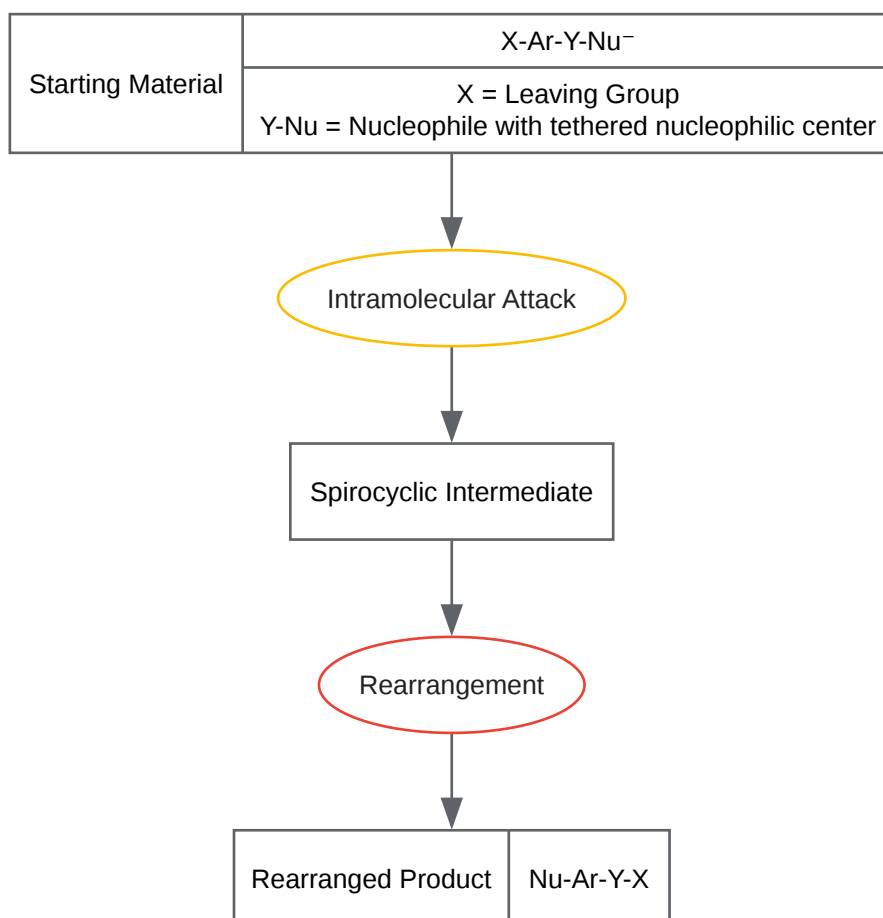 Starting Material
X-Ar-Y-Nu⁻
X = Leaving Group
Y-Nu = Nucleophile with tethered nucleophilic center
Intramolecular Attack
Spirocyclic Intermediate
Rearrangement
Rearranged Product
Nu-Ar-Y-X